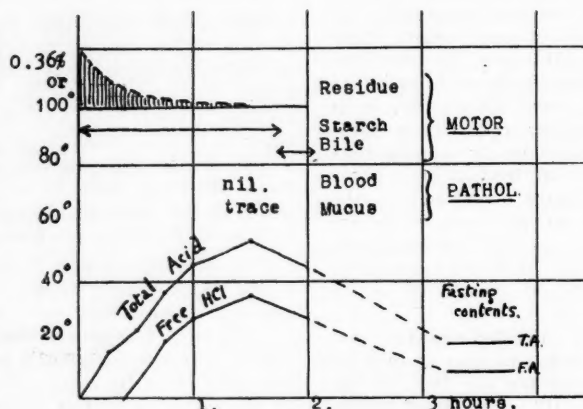 0.36%
or
100°
80°
60°
40°
20°
Residue
Starch
Bile
MOTOR
nil. Blood
trace Mucus
PATHOL.
Total Acid
Free HCl
Fasting
contents.
T.A.
F.A.
1. 2. 3 hours.